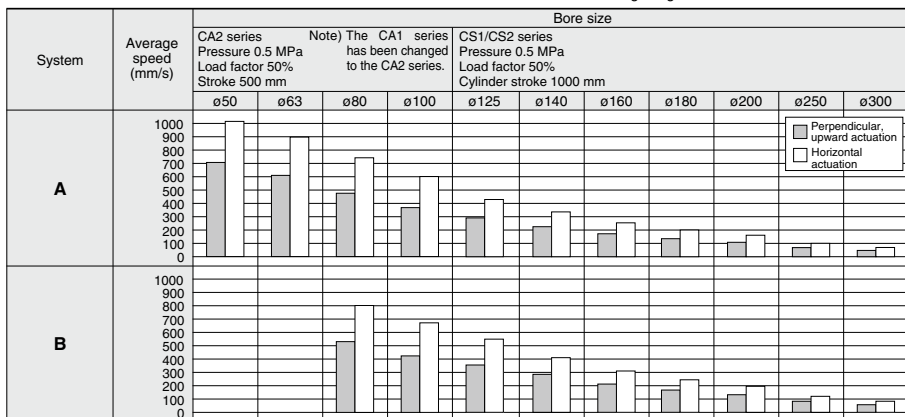 Bore size
System
Average
speed
(mm/s)
CA2 series
Pressure 0.5 MPa
Load factor 50%
Stroke 500 mm
Note) The CA1 series
has been changed
to the CA2 series.
CS1/CS2 series
Pressure 0.5 MPa
Load factor 50%
Cylinder stroke 1000 mm
ø50 ø63 ø80 ø100 ø125 ø140 ø160 ø180 ø200 ø250 ø300
A
1000
900
800
700
600
500
400
300
200
100
0
Perpendicular,
upward actuation
Horizontal
actuation
B
1000
900
800
700
600
500
400
300
200
100
0